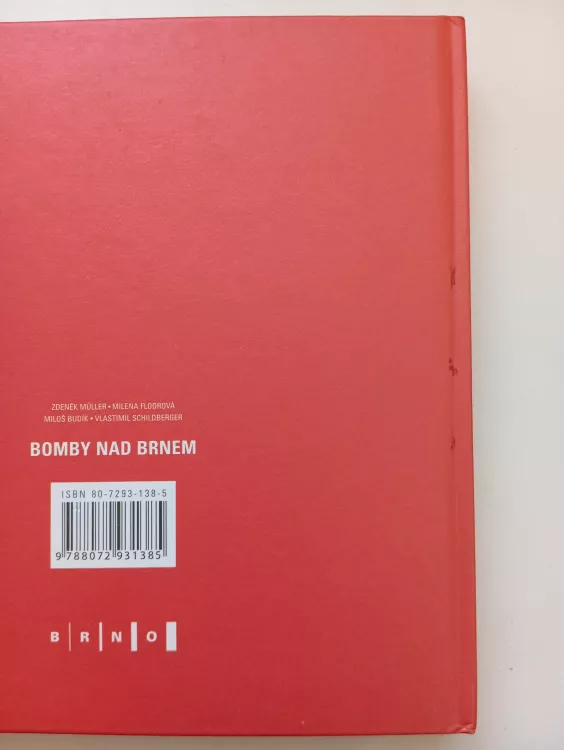 ZDENĚK MÜLLER • MILENA FLODROVÁ
MILOŠ BUDÍK • VLASTIMIL SCHILDBERGER
BOMBY NAD BRNEM
ISBN 80-7293-138-5
9 788072 931385
B R N O